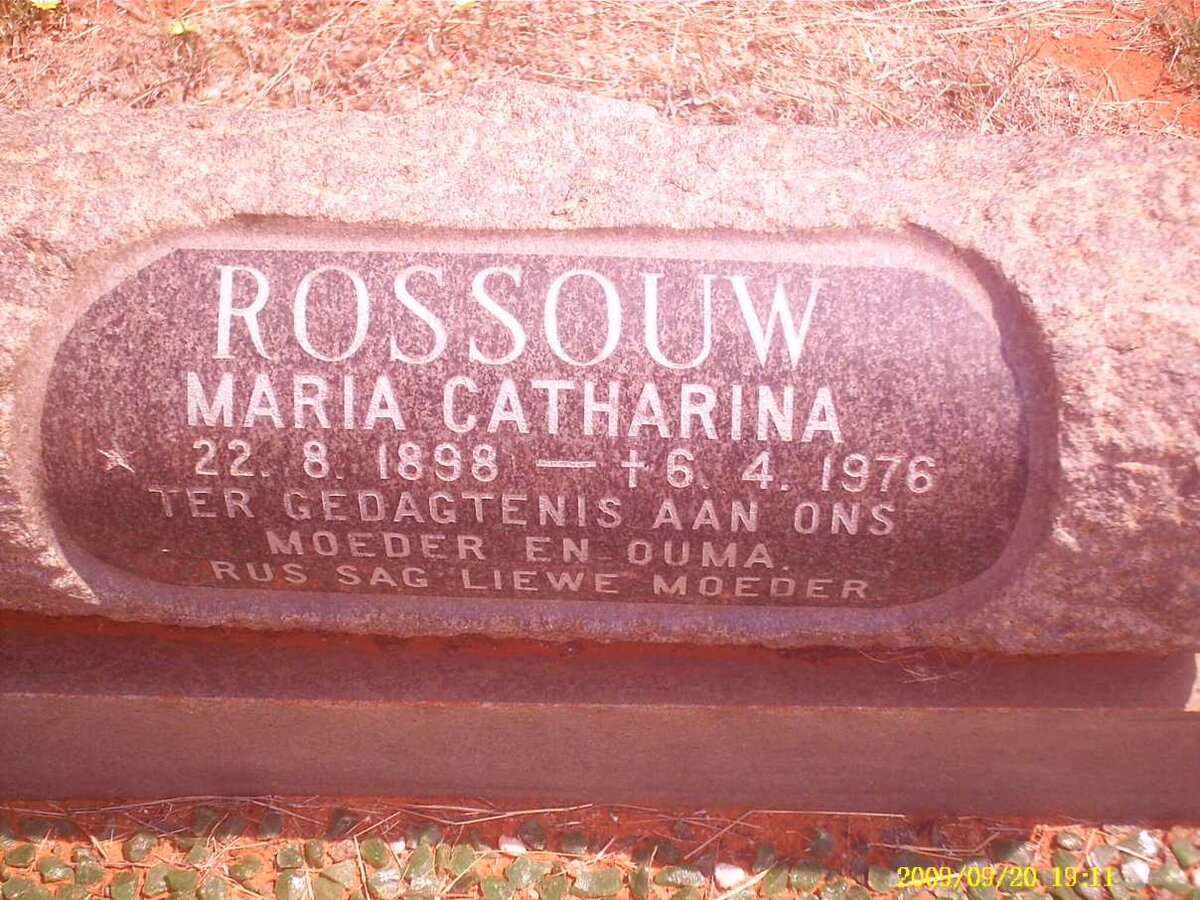 ROSSOUW
MARIA CATHARINA
22. 8. 1898 — †6. 4. 1976
TER GEDAGTENIS AAN ONS
MOEDER EN OUMA.
RUS SAG LIEWE MOEDER
2009/09/20 19:11